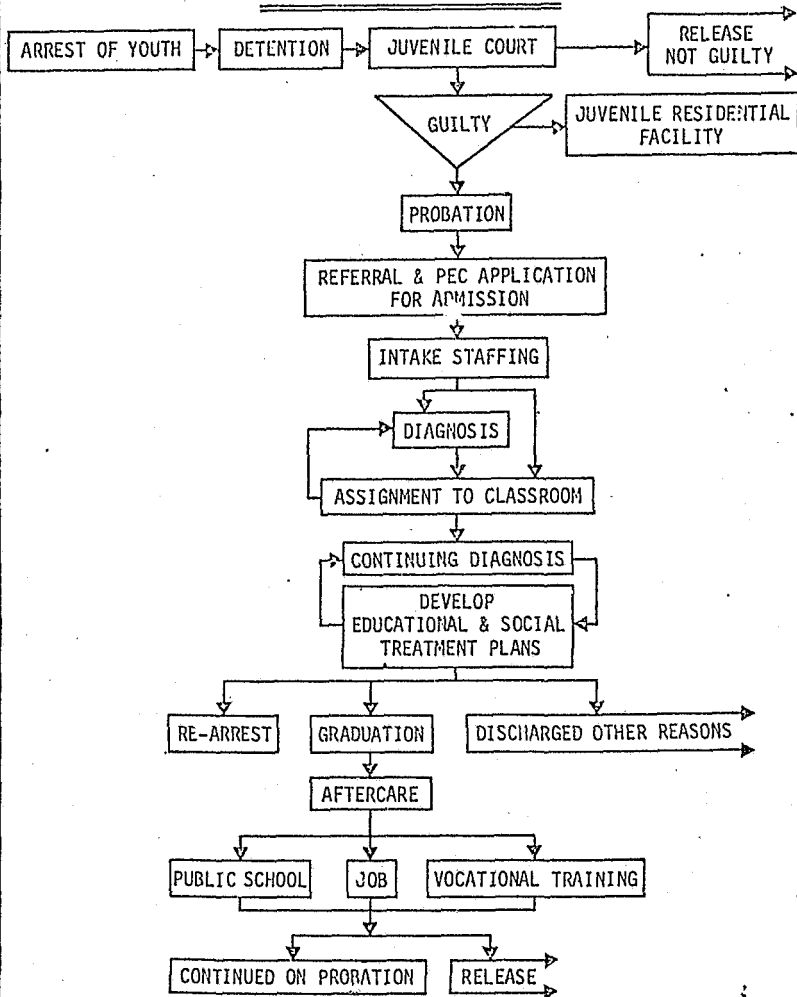 ARREST OF YOUTH
DETENTION
JUVENILE COURT
RELEASE
NOT GUILTY
GUILTY
JUVENILE RESIDENTIAL
FACILITY
PROBATION
REFERRAL & PEC APPLICATION
FOR ADMISSION
INTAKE STAFFING
DIAGNOSIS
ASSIGNMENT TO CLASSROOM
CONTINUING DIAGNOSIS
DEVELOP
EDUCATIONAL & SOCIAL
TREATMENT PLANS
RE-ARREST
GRADUATION
DISCHARGED OTHER REASONS
AFTERCARE
PUBLIC SCHOOL
JOB
VOCATIONAL TRAINING
CONTINUED ON PROBATION
RELEASE